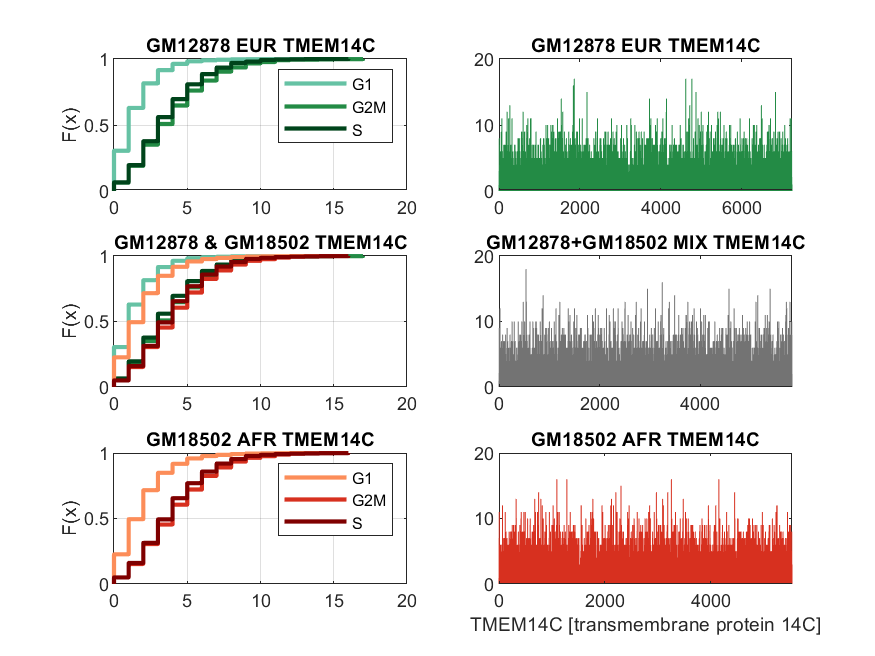 GM12878 EUR TMEM14C
F(x)
1
0.5
0
0 5 10 15 20
G1
G2M
S
GM12878 EUR TMEM14C
20
10
0
0 2000 4000 6000
GM12878 & GM18502 TMEM14C
F(x)
1
0.5
0
0 5 10 15 20
GM12878+GM18502 MIX TMEM14C
20
10
0
0 2000 4000
GM18502 AFR TMEM14C
F(x)
1
0.5
0
0 5 10 15 20
G1
G2M
S
GM18502 AFR TMEM14C
20
10
0
0 2000 4000
TMEM14C [transmembrane protein 14C]